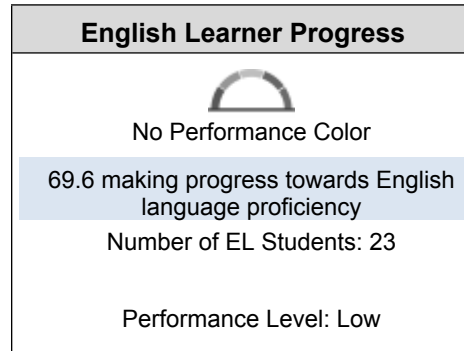 English Learner Progress
No Performance Color
69.6 making progress towards English
language proficiency
Number of EL Students: 23
Performance Level: Low